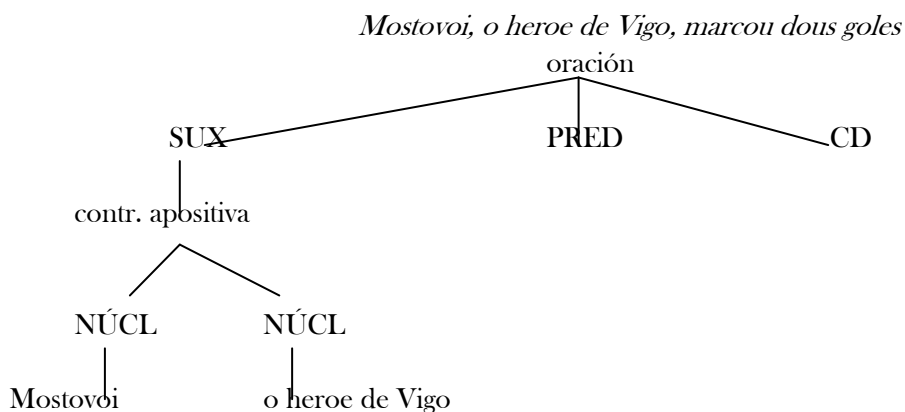 Mostovoi, o heroe de Vigo, marcou dous goles
oración
SUX PRED CD
contr. apositiva
NÚCL NÚCL
Mostovoi o heroe de Vigo